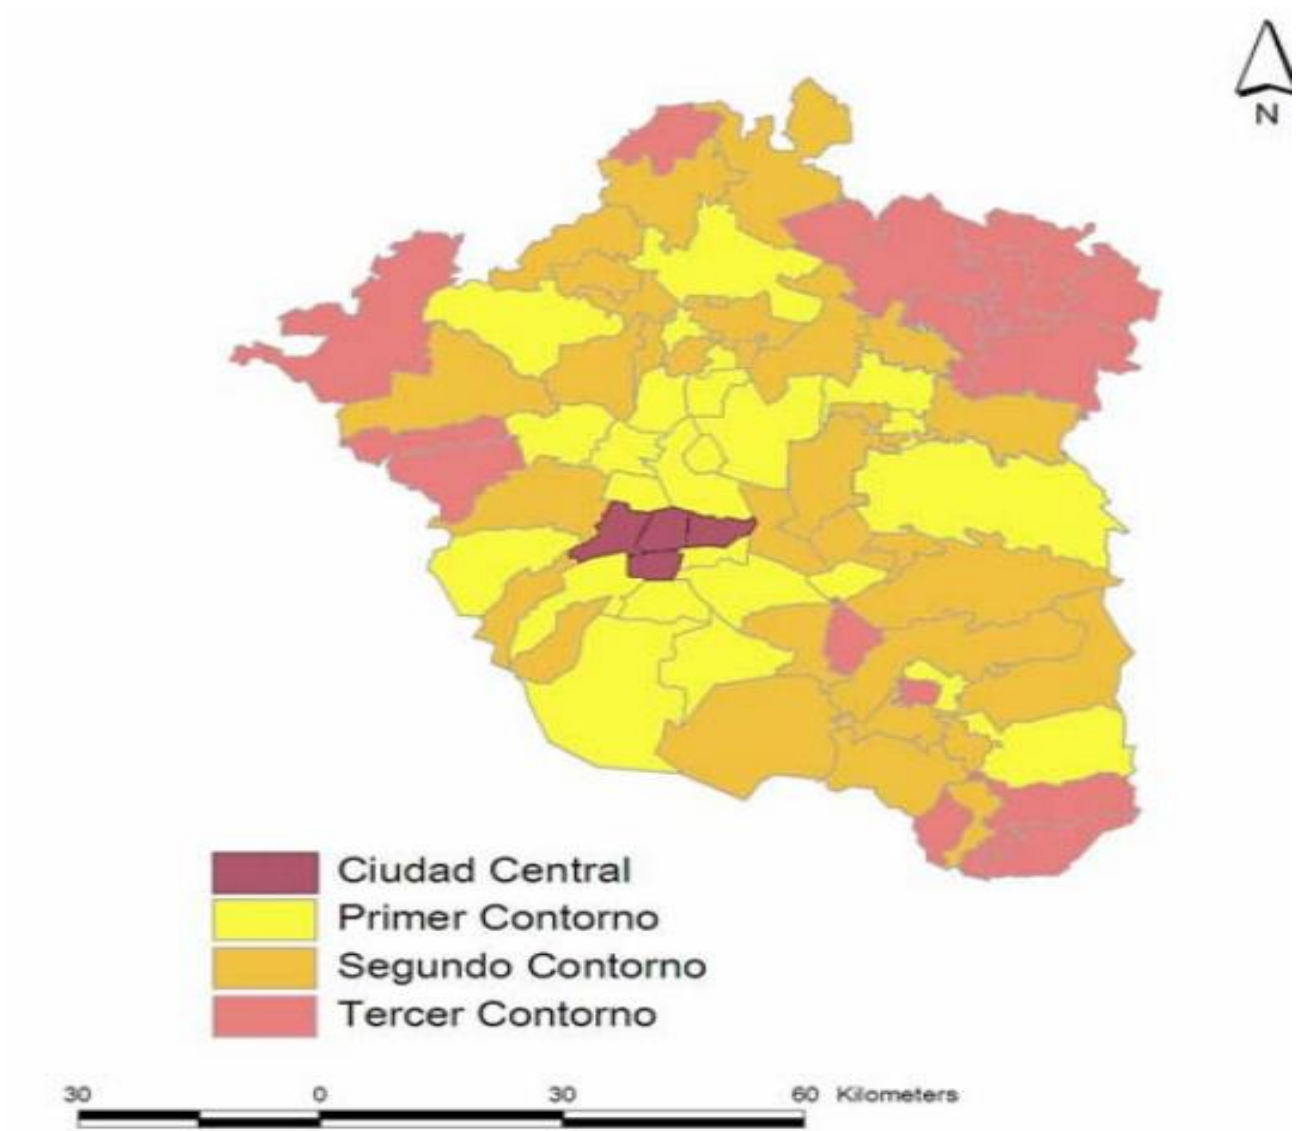 N
Ciudad Central
Primer Contorno
Segundo Contorno
Tercer Contorno
30 0 30 60 Kilometers